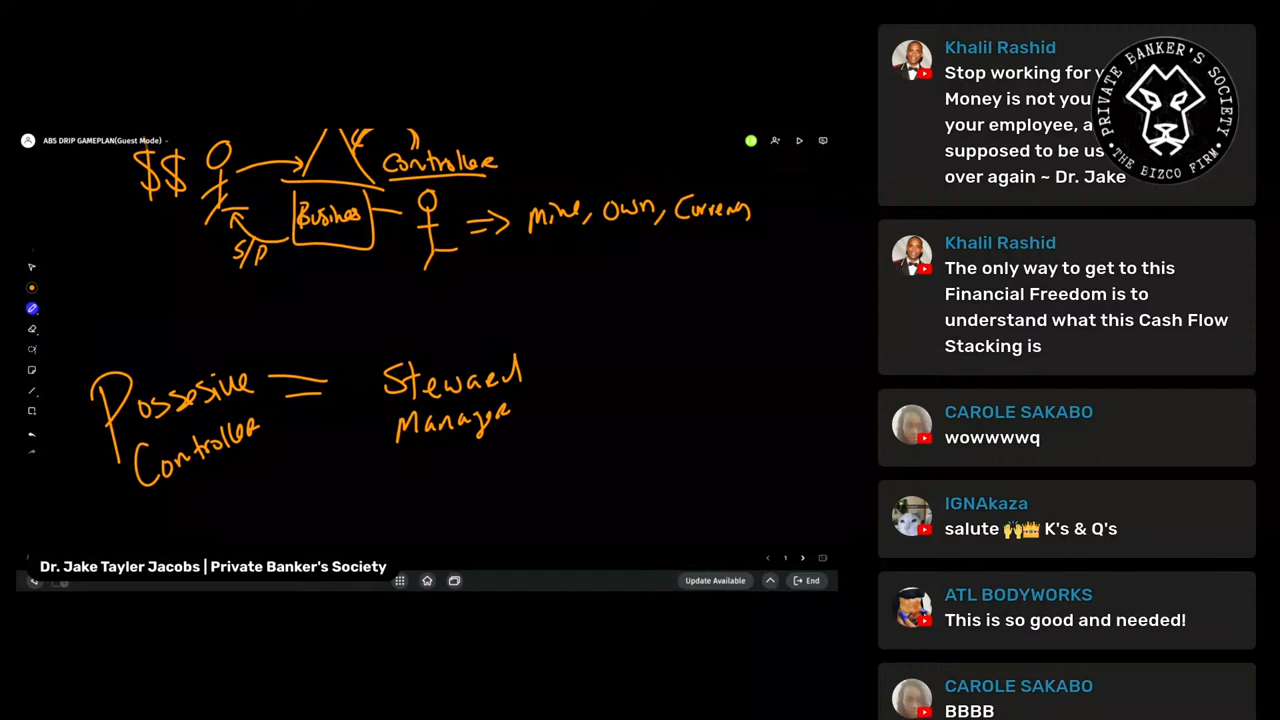 ABS DRIP GAMEPLAN(Guest Mode)
$$
Controller
Business
S/P
Mine, Own, Currency
Possesive = Steward
Controller Manager
1
Dr. Jake Tayler Jacobs | Private Banker's Society
Update Available
End
Khalil Rashid
Stop working for y
Money is not you
your employee, a
supposed to be us
over again ~ Dr. Jake
PRIVATE BANKER'S SOCIETY
• THE BIZCO FIRM •
Khalil Rashid
The only way to get to this
Financial Freedom is to
understand what this Cash Flow
Stacking is
CAROLE SAKABO
wowwwwq
IGNAkaza
salute 🙌👑 K's & Q's
ATL BODYWORKS
This is so good and needed!
CAROLE SAKABO
BBBB